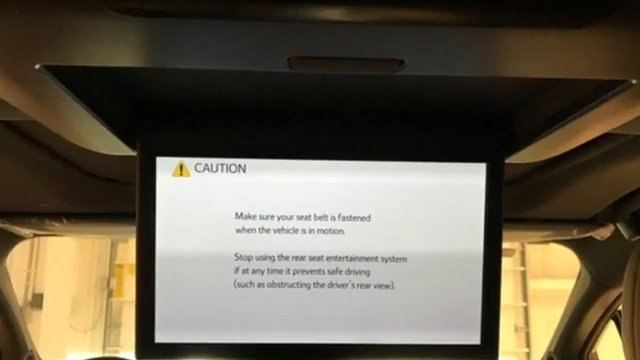 CAUTION
Make sure your seat belt is fastened
when the vehicle is in motion.
Stop using the rear seat entertainment system
if at any time it prevents safe driving
(such as obstructing the driver's rear view).